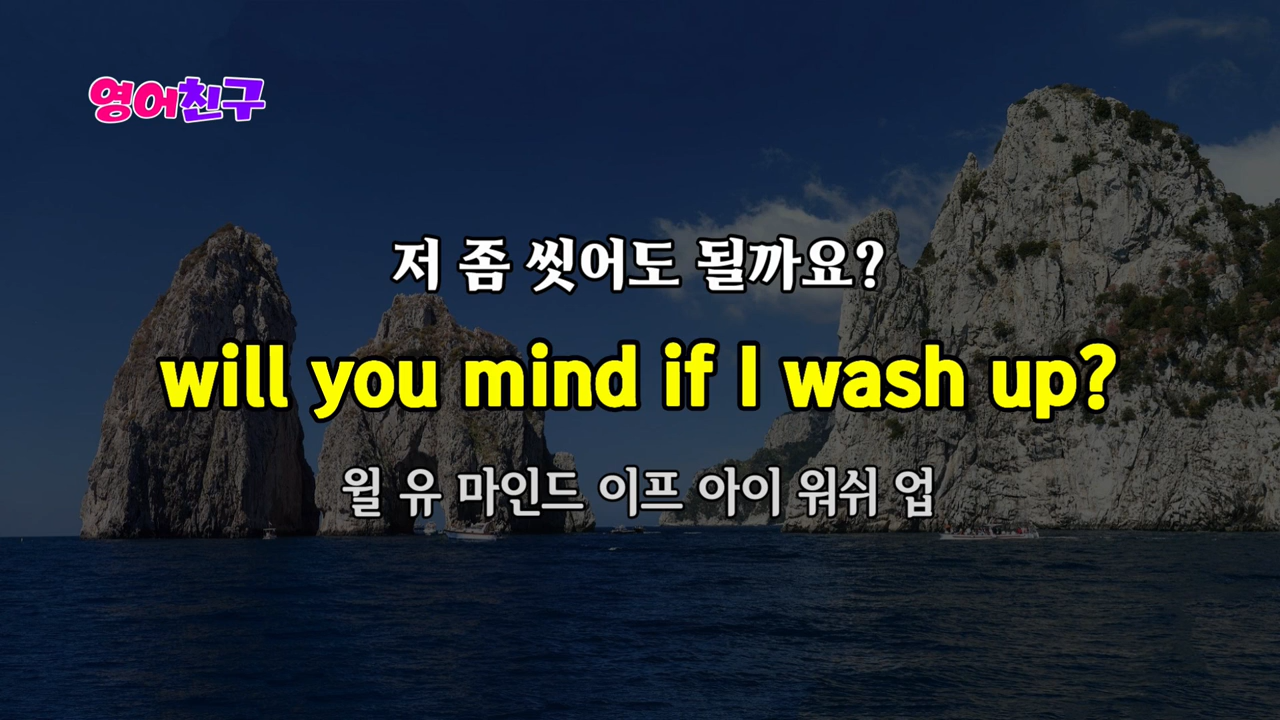 영어친구
저 좀 씻어도 될까요?
will you mind if I wash up?
윌 유 마인드 이프 아이 워쉬 업